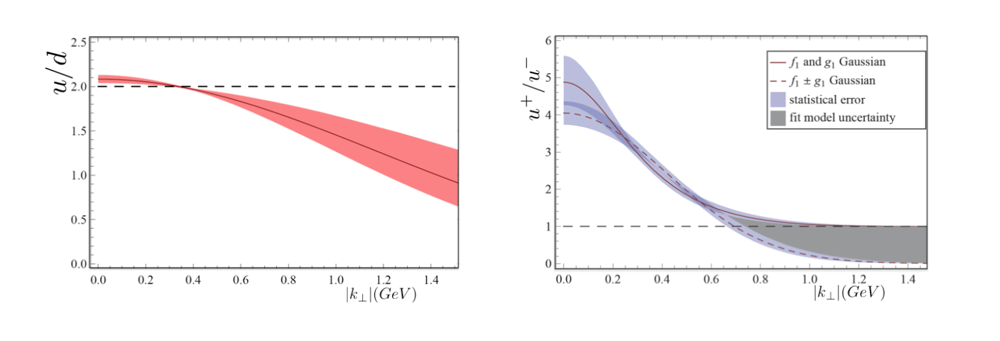 u/d
2.5
2.0
1.5
1.0
0.5
0.0
0.0 0.2 0.4 0.6 0.8 1.0 1.2 1.4
|k⊥|(GeV)
u⁺/u⁻
6
5
4
3
2
1
0
0.0 0.2 0.4 0.6 0.8 1.0 1.2 1.4
|k⊥|(GeV)
f₁ and g₁ Gaussian
f₁ ± g₁ Gaussian
statistical error
fit model uncertainty